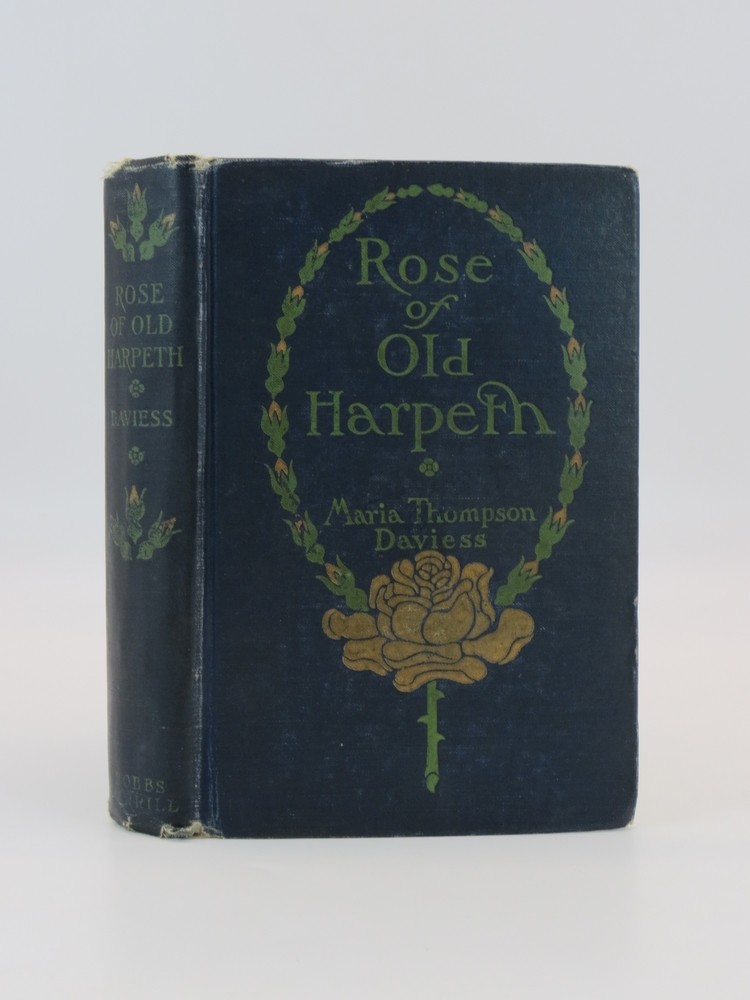 Rose
of
Old
Harpeth
Maria Thompson
Daviess
ROSE
OF OLD
HARPETH
DAVIESS